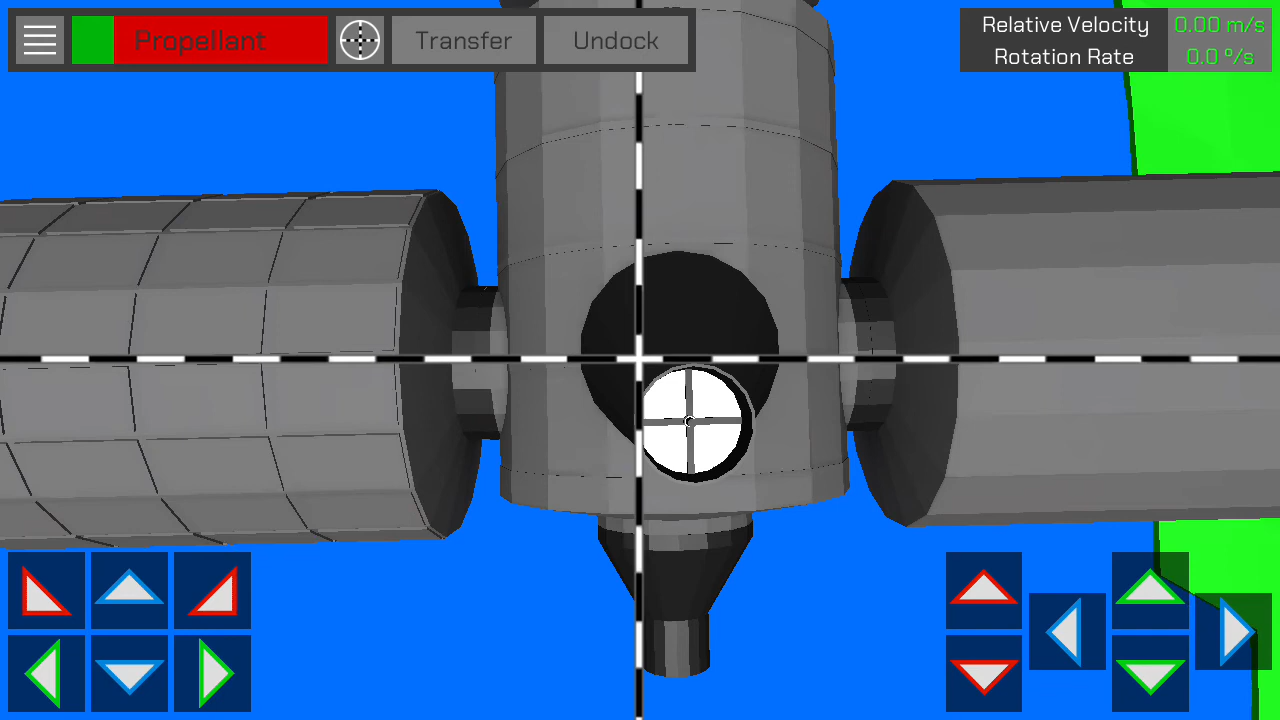 Propellant
Transfer
Undock
Relative Velocity 0.00 m/s
Rotation Rate 0.0 º/s